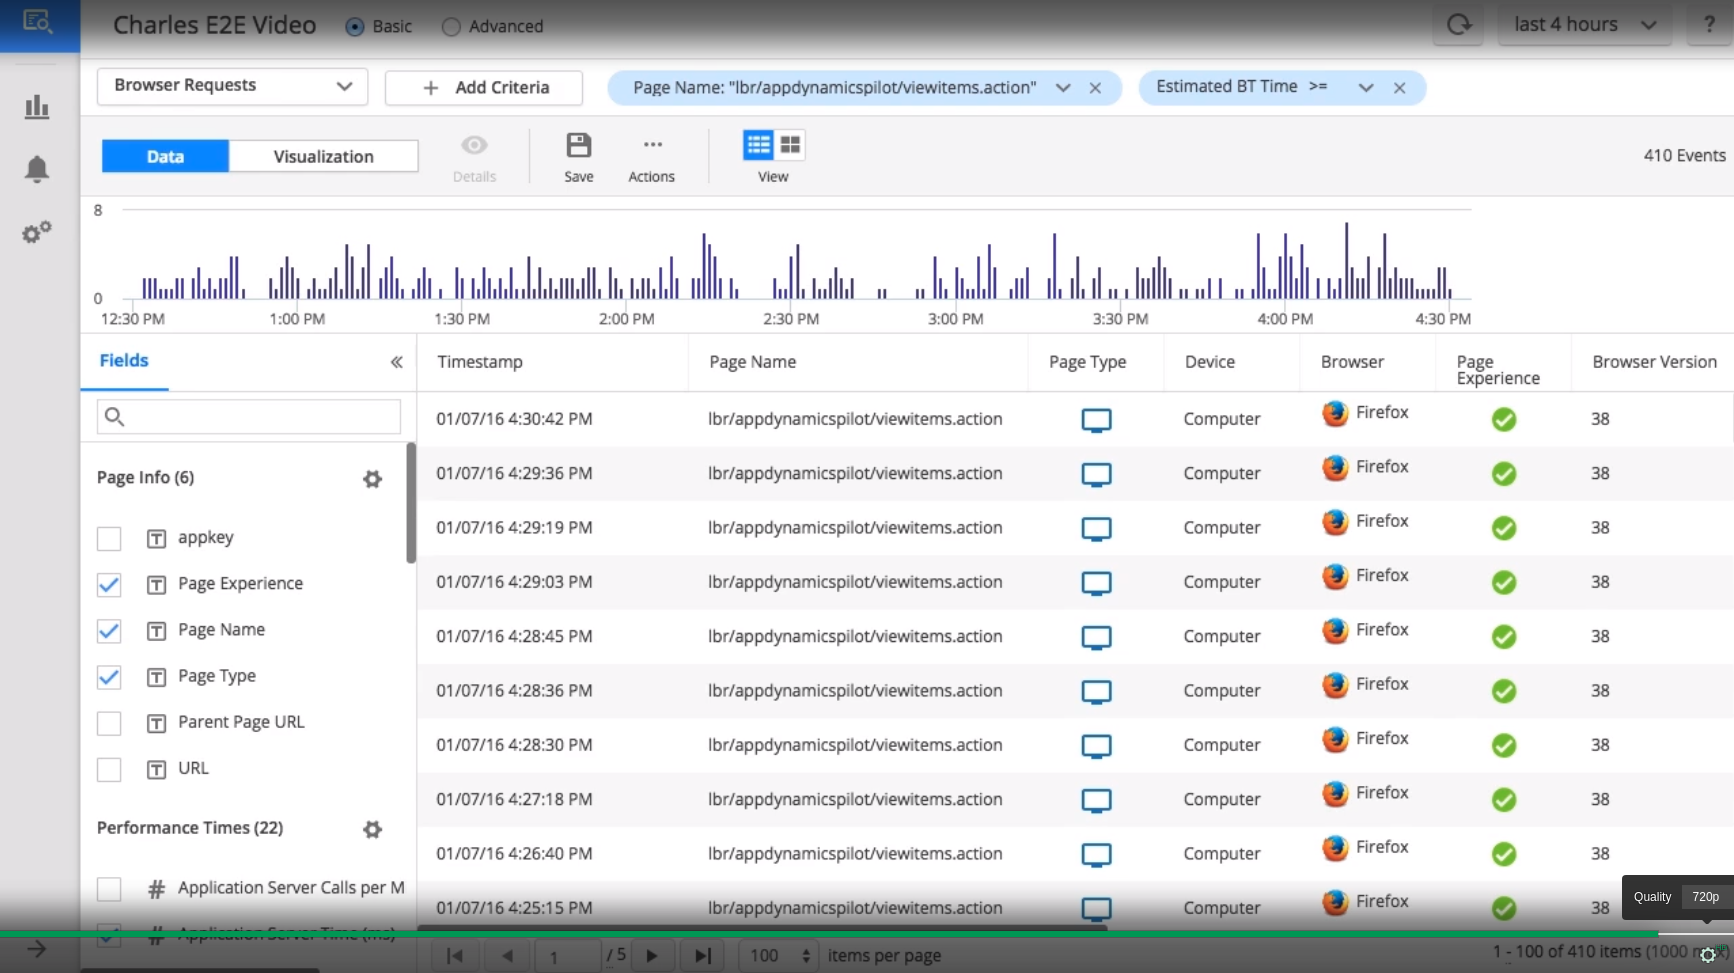 Charles E2E Video
Basic
Advanced
last 4 hours
?
Browser Requests
+ Add Criteria
Page Name: "lbr/appdynamicspilot/viewitems.action"
Estimated BT Time >=
Data
Visualization
Details
Save
Actions
View
410 Events
8
0
12:30 PM 1:00 PM 1:30 PM 2:00 PM 2:30 PM 3:00 PM 3:30 PM 4:00 PM 4:30 PM
Fields
Page Info (6)
T appkey
T Page Experience
T Page Name
T Page Type
T Parent Page URL
T URL
Performance Times (22)
# Application Server Calls per M
# Application Server Time (ms)
Timestamp Page Name Page Type Device Browser Page Experience Browser Version
01/07/16 4:30:42 PM lbr/appdynamicspilot/viewitems.action Computer Firefox 38
01/07/16 4:29:36 PM lbr/appdynamicspilot/viewitems.action Computer Firefox 38
01/07/16 4:29:19 PM lbr/appdynamicspilot/viewitems.action Computer Firefox 38
01/07/16 4:29:03 PM lbr/appdynamicspilot/viewitems.action Computer Firefox 38
01/07/16 4:28:45 PM lbr/appdynamicspilot/viewitems.action Computer Firefox 38
01/07/16 4:28:36 PM lbr/appdynamicspilot/viewitems.action Computer Firefox 38
01/07/16 4:28:30 PM lbr/appdynamicspilot/viewitems.action Computer Firefox 38
01/07/16 4:27:18 PM lbr/appdynamicspilot/viewitems.action Computer Firefox 38
01/07/16 4:26:40 PM lbr/appdynamicspilot/viewitems.action Computer Firefox 38
01/07/16 4:25:15 PM lbr/appdynamicspilot/viewitems.action Computer Firefox 38
Quality 720p
1 / 5
100 items per page
1 - 100 of 410 items (1000